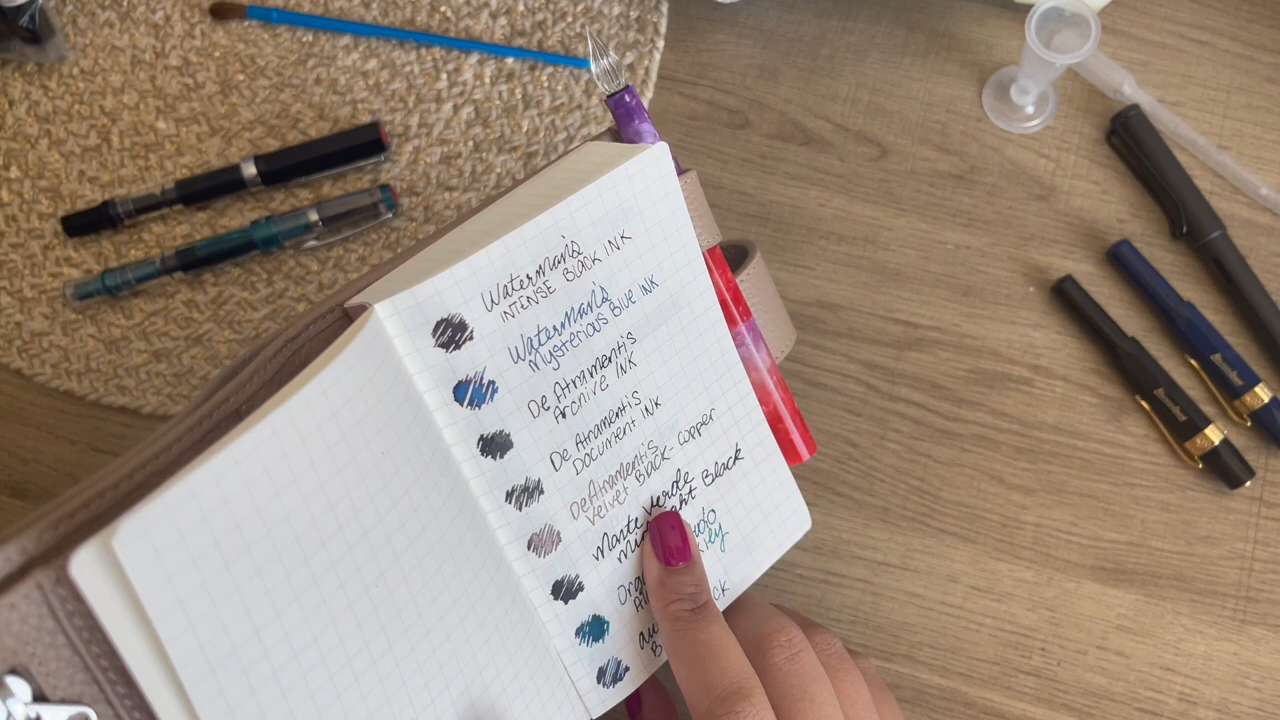 Waterman's
INTENSE BLACK INK
Waterman's
Mysterious Blue INK
De Atramentis
Archive INK
De Atramentis
DOCUMENT INK
De Atramentis
Velvet BLACK- COPPER
Monte Verde
Black